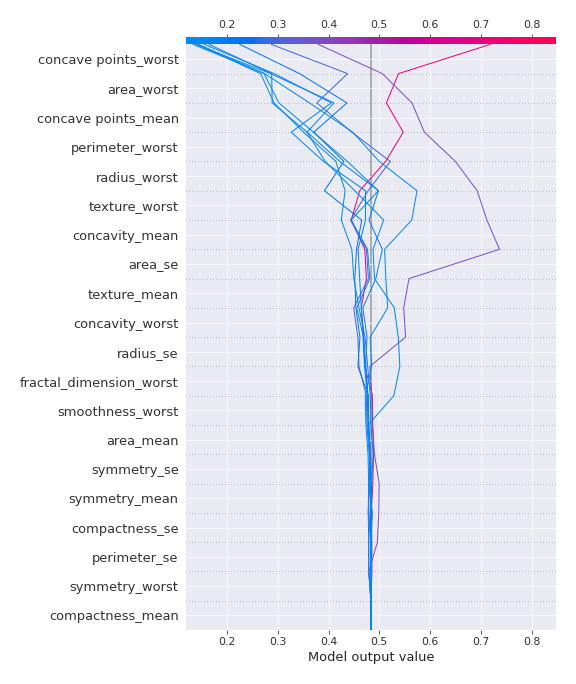 0.2 0.3 0.4 0.5 0.6 0.7 0.8
concave points_worst
area_worst
concave points_mean
perimeter_worst
radius_worst
texture_worst
concavity_mean
area_se
texture_mean
concavity_worst
radius_se
fractal_dimension_worst
smoothness_worst
area_mean
symmetry_se
symmetry_mean
compactness_se
perimeter_se
symmetry_worst
compactness_mean
0.2 0.3 0.4 0.5 0.6 0.7 0.8
Model output value